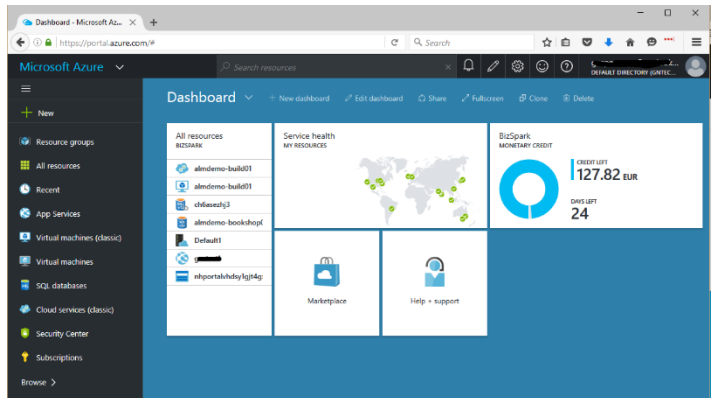 Dashboard - Microsoft Az...
https://portal.azure.com/#
Search
Microsoft Azure
Search resources
DEFAULT DIRECTORY (GNTEC...
New
Resource groups
All resources
Recent
App Services
Virtual machines (classic)
Virtual machines
SQL databases
Cloud services (classic)
Security Center
Subscriptions
Browse >
Dashboard
+ New dashboard Edit dashboard Share Fullscreen Clone Delete
All resources
BIZSPARK
almdemo-build01
almdemo-build01
ch6asezhj3
almdemo-bookshop(
Default1
nhportalvhdsy1gjt4g:
Service health
MY RESOURCES
BizSpark
MONETARY CREDIT
CREDIT LEFT
127.82 EUR
DAYS LEFT
24
Marketplace
Help + support